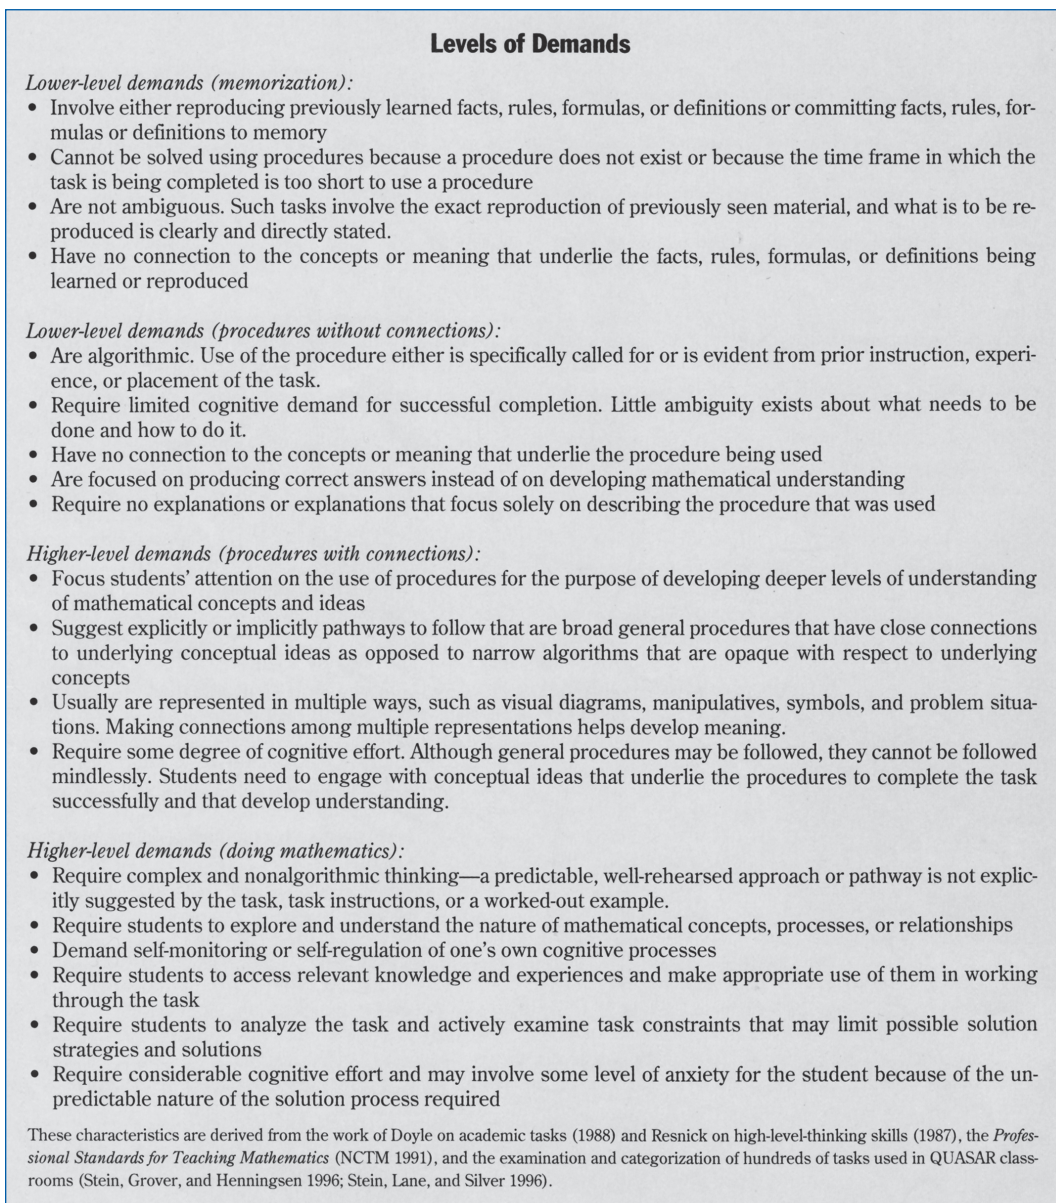 Levels of Demands
Lower-level demands (memorization):
• Involve either reproducing previously learned facts, rules, formulas, or definitions or committing facts, rules, for-
mulas or definitions to memory
• Cannot be solved using procedures because a procedure does not exist or because the time frame in which the
task is being completed is too short to use a procedure
• Are not ambiguous. Such tasks involve the exact reproduction of previously seen material, and what is to be re-
produced is clearly and directly stated.
• Have no connection to the concepts or meaning that underlie the facts, rules, formulas, or definitions being
learned or reproduced
Lower-level demands (procedures without connections):
• Are algorithmic. Use of the procedure either is specifically called for or is evident from prior instruction, experi-
ence, or placement of the task.
• Require limited cognitive demand for successful completion. Little ambiguity exists about what needs to be
done and how to do it.
• Have no connection to the concepts or meaning that underlie the procedure being used
• Are focused on producing correct answers instead of on developing mathematical understanding
• Require no explanations or explanations that focus solely on describing the procedure that was used
Higher-level demands (procedures with connections):
• Focus students' attention on the use of procedures for the purpose of developing deeper levels of understanding
of mathematical concepts and ideas
• Suggest explicitly or implicitly pathways to follow that are broad general procedures that have close connections
to underlying conceptual ideas as opposed to narrow algorithms that are opaque with respect to underlying
concepts
• Usually are represented in multiple ways, such as visual diagrams, manipulatives, symbols, and problem situa-
tions. Making connections among multiple representations helps develop meaning.
• Require some degree of cognitive effort. Although general procedures may be followed, they cannot be followed
mindlessly. Students need to engage with conceptual ideas that underlie the procedures to complete the task
successfully and that develop understanding.
Higher-level demands (doing mathematics):
• Require complex and nonalgorithmic thinking—a predictable, well-rehearsed approach or pathway is not explic-
itly suggested by the task, task instructions, or a worked-out example.
• Require students to explore and understand the nature of mathematical concepts, processes, or relationships
• Demand self-monitoring or self-regulation of one's own cognitive processes
• Require students to access relevant knowledge and experiences and make appropriate use of them in working
through the task
• Require students to analyze the task and actively examine task constraints that may limit possible solution
strategies and solutions
• Require considerable cognitive effort and may involve some level of anxiety for the student because of the un-
predictable nature of the solution process required
These characteristics are derived from the work of Doyle on academic tasks (1988) and Resnick on high-level-thinking skills (1987), the Profes-
sional Standards for Teaching Mathematics (NCTM 1991), and the examination and categorization of hundreds of tasks used in QUASAR class-
rooms (Stein, Grover, and Henningsen 1996; Stein, Lane, and Silver 1996).